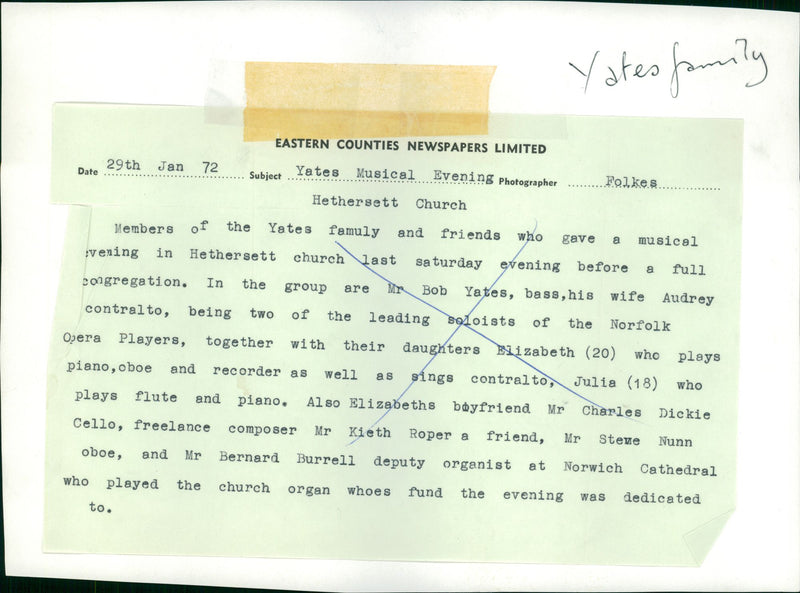 Yates family
EASTERN COUNTIES NEWSPAPERS LIMITED
Date 29th Jan 72 Subject Yates Musical Evening Photographer Folkes
Hethersett Church
Members of the Yates famuly and friends who gave a musical
evening in Hethersett church last saturday evening before a full
congregation. In the group are Mr Bob Yates, bass,his wife Audrey
contralto, being two of the leading soloists of the Norfolk
Opera Players, together with their daughters Elizabeth (20) who plays
piano,oboe and recorder as well as sings contralto, Julia (18) who
plays flute and piano. Also Elizabeths boyfriend Mr Charles Dickie
Cello, freelance composer Mr Kieth Roper a friend, Mr Steve Nunn
oboe, and Mr Bernard Burrell deputy organist at Norwich Cathedral
who played the church organ whoes fund the evening was dedicated
to.